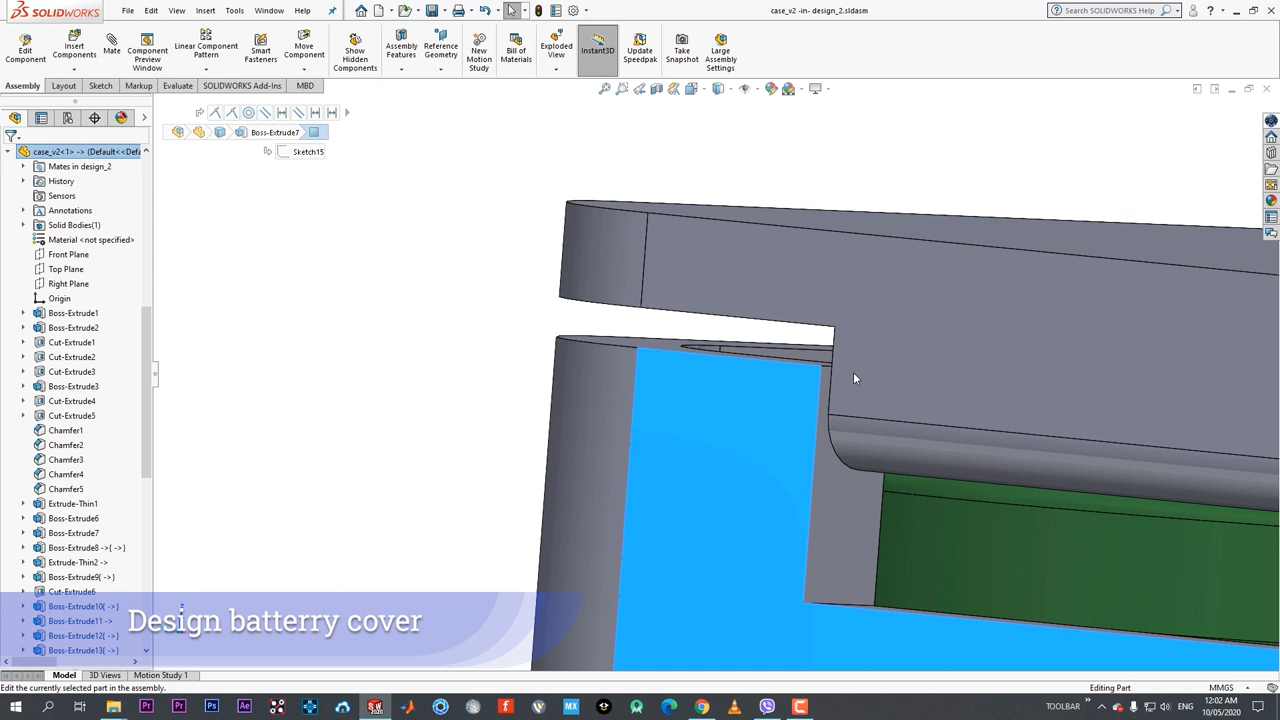 SOLIDWORKS
File
Edit
View
Insert
Tools
Window
Help
case_v2 -in- design_2.sldasm
Search SOLIDWORKS Help
Edit
Component
Insert
Components
Mate
Component
Preview
Window
Linear Component
Pattern
Smart
Fasteners
Move
Component
Show
Hidden
Components
Assembly
Features
Reference
Geometry
New
Motion
Study
Bill of
Materials
Exploded
View
Instant3D
Update
Speedpak
Take
Snapshot
Large
Assembly
Settings
Assembly
Layout
Sketch
Markup
Evaluate
SOLIDWORKS Add-Ins
MBD
Boss-Extrude7
Sketch15
case_v2<1> -> (Default<<Defa
Mates in design_2
History
Sensors
Annotations
Solid Bodies(1)
Material <not specified>
Front Plane
Top Plane
Right Plane
Origin
Boss-Extrude1
Boss-Extrude2
Cut-Extrude1
Cut-Extrude2
Cut-Extrude3
Boss-Extrude3
Cut-Extrude4
Cut-Extrude5
Chamfer1
Chamfer2
Chamfer3
Chamfer4
Chamfer5
Extrude-Thin1
Boss-Extrude6
Boss-Extrude7
Boss-Extrude8 ->{ ->}
Extrude-Thin2 ->
Boss-Extrude9{ ->}
Cut-Extrude6
Boss-Extrude10{ ->}
Boss-Extrude11 ->
Boss-Extrude12{ ->}
Boss-Extrude13{ ->}
Design batterry cover
Model
3D Views
Motion Study 1
Edit the currently selected part in the assembly.
Editing Part
MMGS
TOOLBAR
ENG
12:02 AM
10/05/2020